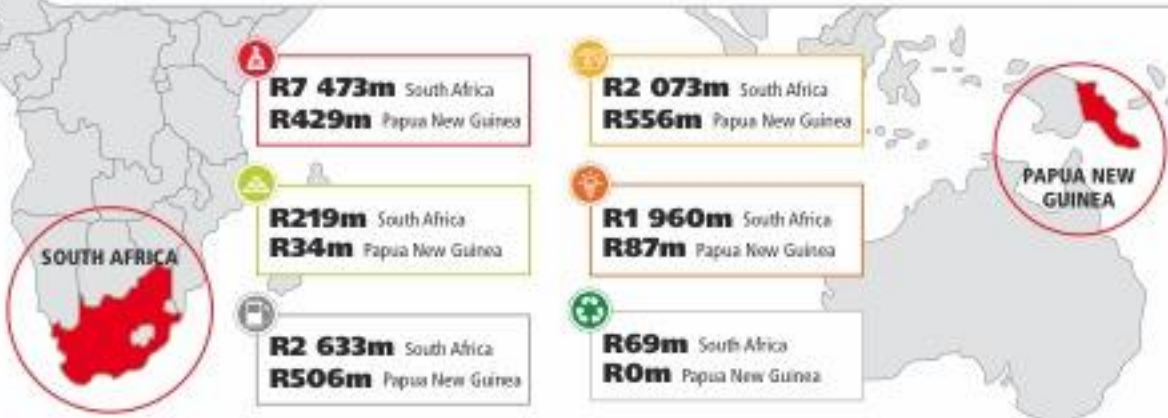 R7 473m South Africa
R429m Papua New Guinea
R2 073m South Africa
R556m Papua New Guinea
R219m South Africa
R34m Papua New Guinea
R1 960m South Africa
R87m Papua New Guinea
R2 633m South Africa
R506m Papua New Guinea
R69m South Africa
R0m Papua New Guinea
SOUTH AFRICA
PAPUA NEW
GUINEA